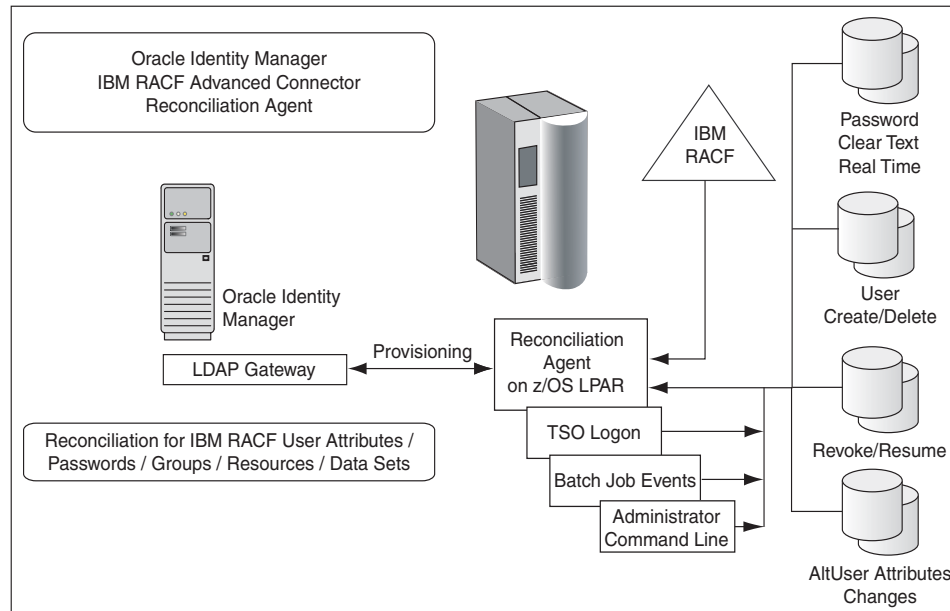 Oracle Identity Manager
IBM RACF Advanced Connector
Reconciliation Agent
IBM
RACF
Password
Clear Text
Real Time
Oracle Identity
Manager
User
Create/Delete
LDAP Gateway
Provisioning
Reconciliation
Agent
on z/OS LPAR
TSO Logon
Batch Job Events
Administrator
Command Line
Revoke/Resume
Reconciliation for IBM RACF User Attributes /
Passwords / Groups / Resources / Data Sets
AltUser Attributes
Changes